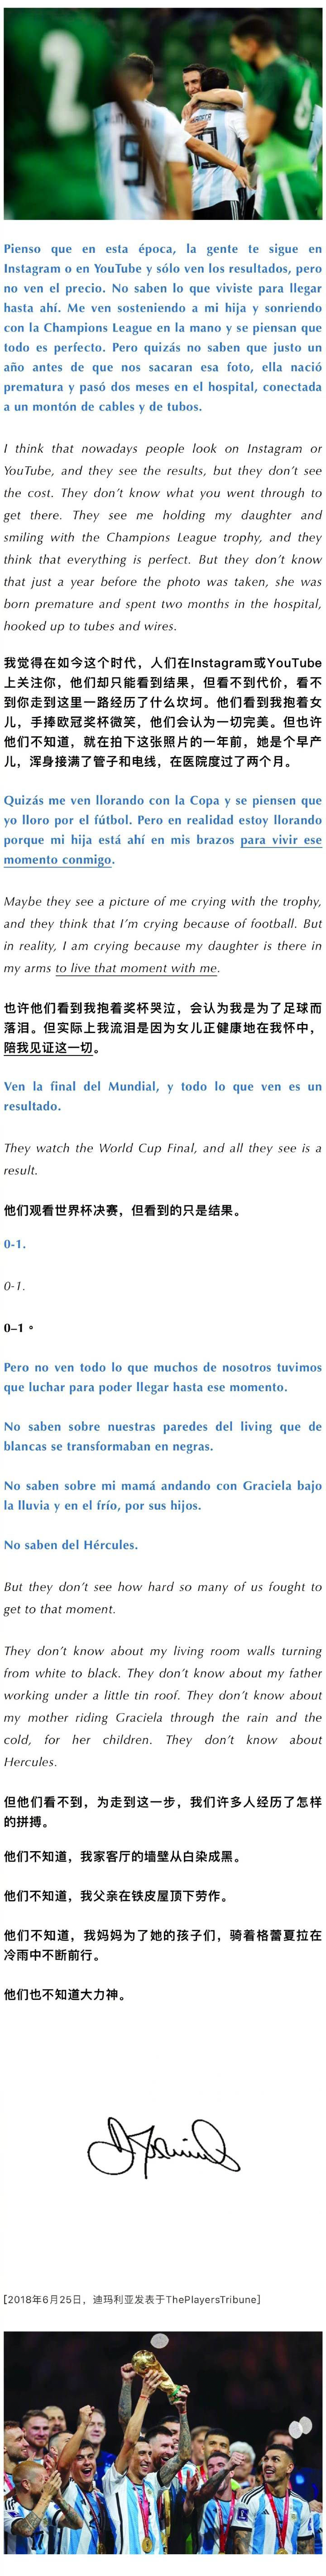 2
9
19
Pienso que en esta época, la gente te sigue en
Instagram o en YouTube y sólo ven los resultados, pero
no ven el precio. No saben lo que viviste para llegar
hasta ahí. Me ven sosteniendo a mi hija y sonriendo
con la Champions League en la mano y se piensan que
todo es perfecto. Pero quizás no saben que justo un
año antes de que nos sacaran esa foto, ella nació
prematura y pasó dos meses en el hospital, conectada
a un montón de cables y de tubos.
I think that nowadays people look on Instagram or
YouTube, and they see the results, but they don’t see
the cost. They don’t know what you went through to
get there. They see me holding my daughter and
smiling with the Champions League trophy, and they
think that everything is perfect. But they don’t know
that just a year before the photo was taken, she was
born premature and spent two months in the hospital,
hooked up to tubes and wires.
我觉得在如今这个时代，人们在Instagram或YouTube
上关注你，他们却只能看到结果，但看不到代价，看不
到你走到这里一路经历了什么坎坷。他们看到我抱着女
儿，手捧欧冠奖杯微笑，他们会认为一切完美。但也许
他们不知道，就在拍下这张照片的一年前，她是个早产
儿，浑身接满了管子和电线，在医院度过了两个月。
Quizás me ven llorando con la Copa y se piensen que
yo lloro por el fútbol. Pero en realidad estoy llorando
porque mi hija está ahí en mis brazos para vivir ese
momento conmigo.
Maybe they see a picture of me crying with the trophy,
and they think that I’m crying because of football. But
in reality, I am crying because my daughter is there in
my arms to live that moment with me.
也许他们看到我抱着奖杯哭泣，会认为我是为了足球而
落泪。但实际上我流泪是因为女儿正健康地在我怀中，
陪我见证这一切。
Ven la final del Mundial, y todo lo que ven es un
resultado.
They watch the World Cup Final, and all they see is a
result.
他们观看世界杯决赛，但看到的只是结果。
0-1.
0-1.
0–1。
Pero no ven todo lo que muchos de nosotros tuvimos
que luchar para poder llegar hasta ese momento.
No saben sobre nuestras paredes del living que de
blancas se transformaban en negras.
No saben sobre mi mamá andando con Graciela bajo
la lluvia y en el frío, por sus hijos.
No saben del Hércules.
But they don’t see how hard so many of us fought to
get to that moment.
They don’t know about my living room walls turning
from white to black. They don’t know about my father
working under a little tin roof. They don’t know about
my mother riding Graciela through the rain and the
cold, for her children. They don’t know about
Hercules.
但他们看不到，为走到这一步，我们许多人经历了怎样
的拼搏。
他们不知道，我家客厅的墙壁从白染成黑。
他们不知道，我父亲在铁皮屋顶下劳作。
他们不知道，我妈妈为了她的孩子们，骑着格蕾夏拉在
冷雨中不断前行。
他们也不知道大力神。
[2018年6月25日，迪玛利亚发表于ThePlayersTribune]